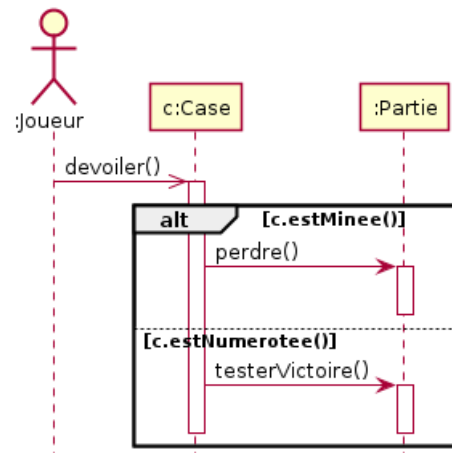 :Joueur
c:Case
:Partie
devoiler()
alt
[c.estMinee()]
perdre()
[c.estNumerotee()]
testerVictoire()